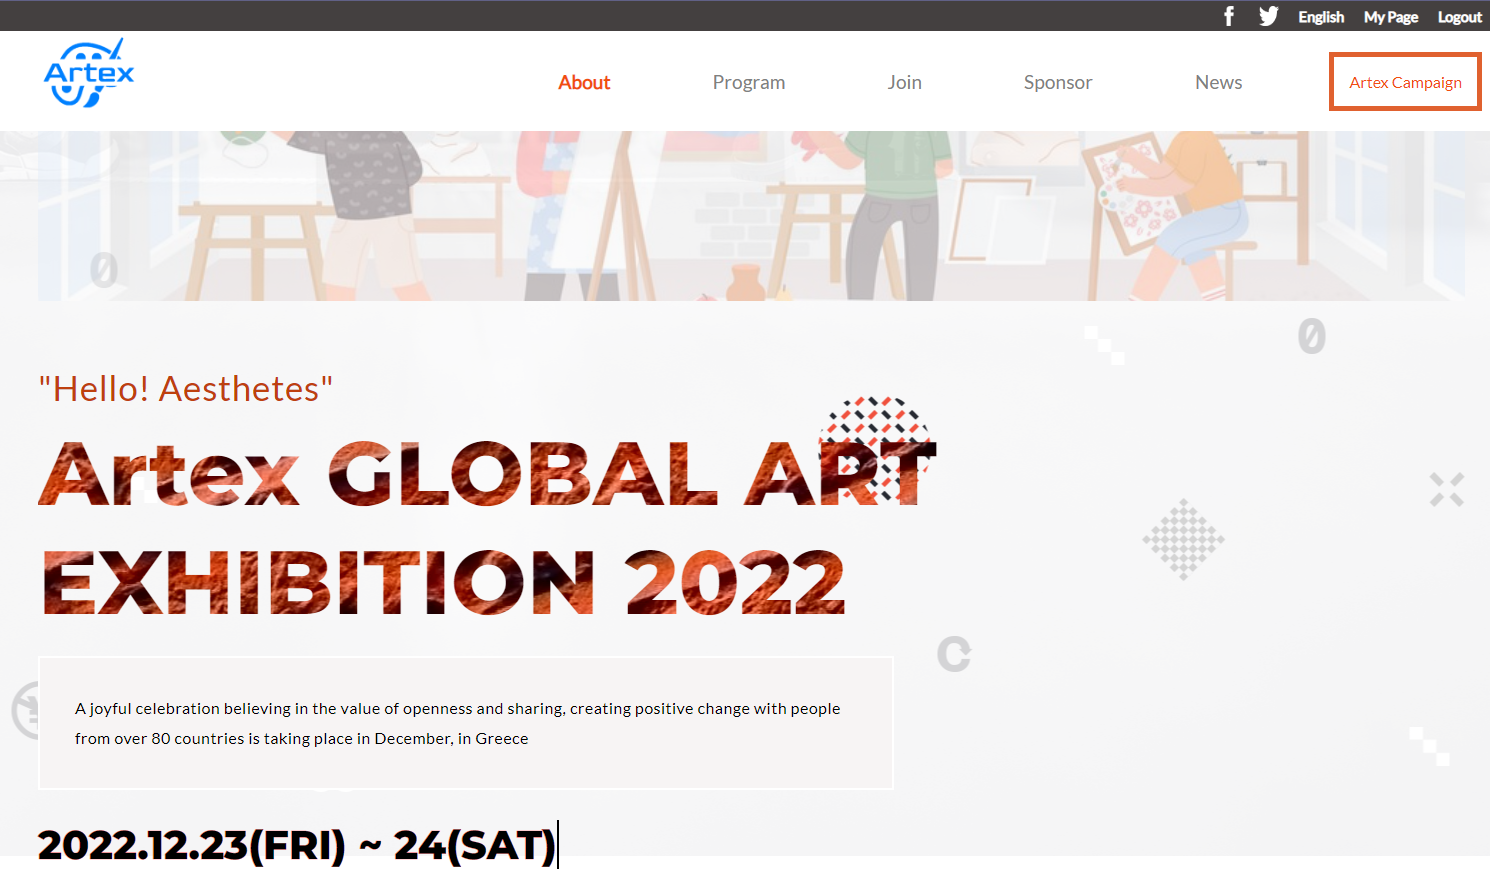 English My Page Logout
Artex
About Program Join Sponsor News Artex Campaign
"Hello! Aesthetes"
Artex GLOBAL ART
EXHIBITION 2022
A joyful celebration believing in the value of openness and sharing, creating positive change with people
from over 80 countries is taking place in December, in Greece
2022.12.23(FRI) ~ 24(SAT)